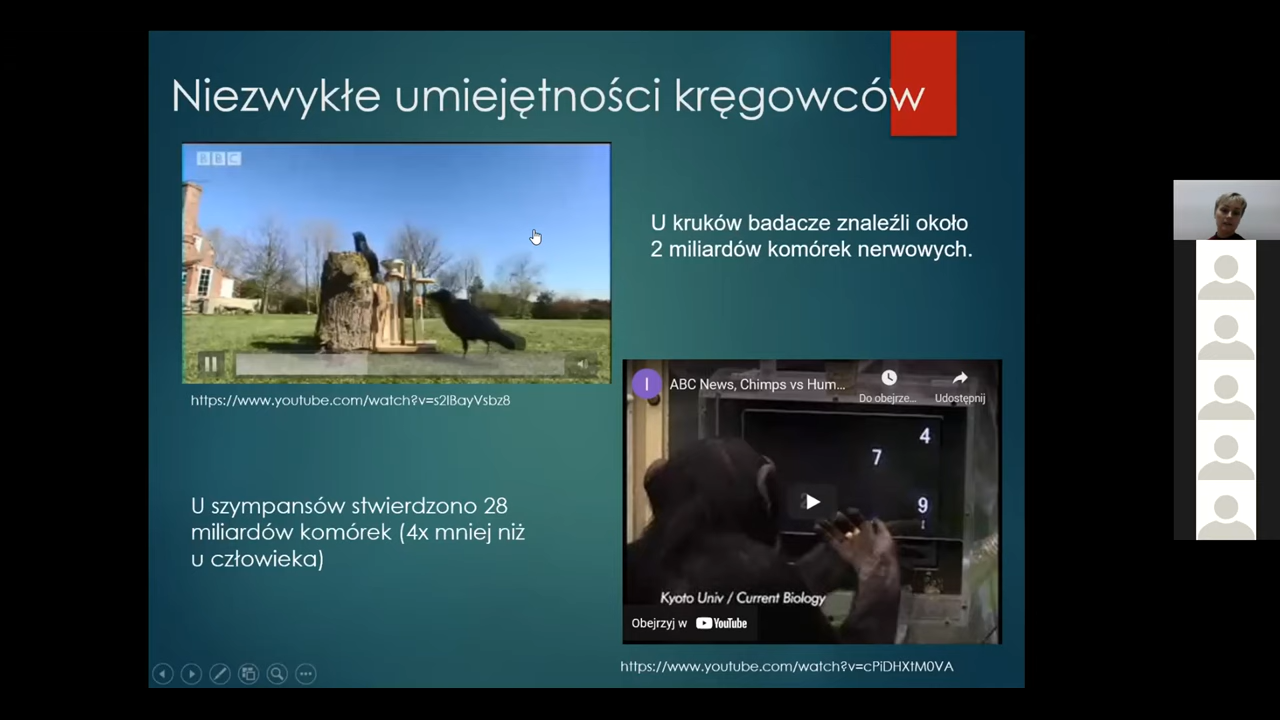 Niezwykłe umiejętności kręgowców
BBC
U kruków badacze znaleźli około
2 miliardów komórek nerwowych.
https://www.youtube.com/watch?v=s2IBayVsbz8
I
ABC News, Chimps vs Hum...
Do obejrze...
Udostępnij
4
7
9
U szympansów stwierdzono 28
miliardów komórek (4x mniej niż
u człowieka)
Kyoto Univ / Current Biology
Obejrzyj w YouTube
https://www.youtube.com/watch?v=cPiDHXtM0VA